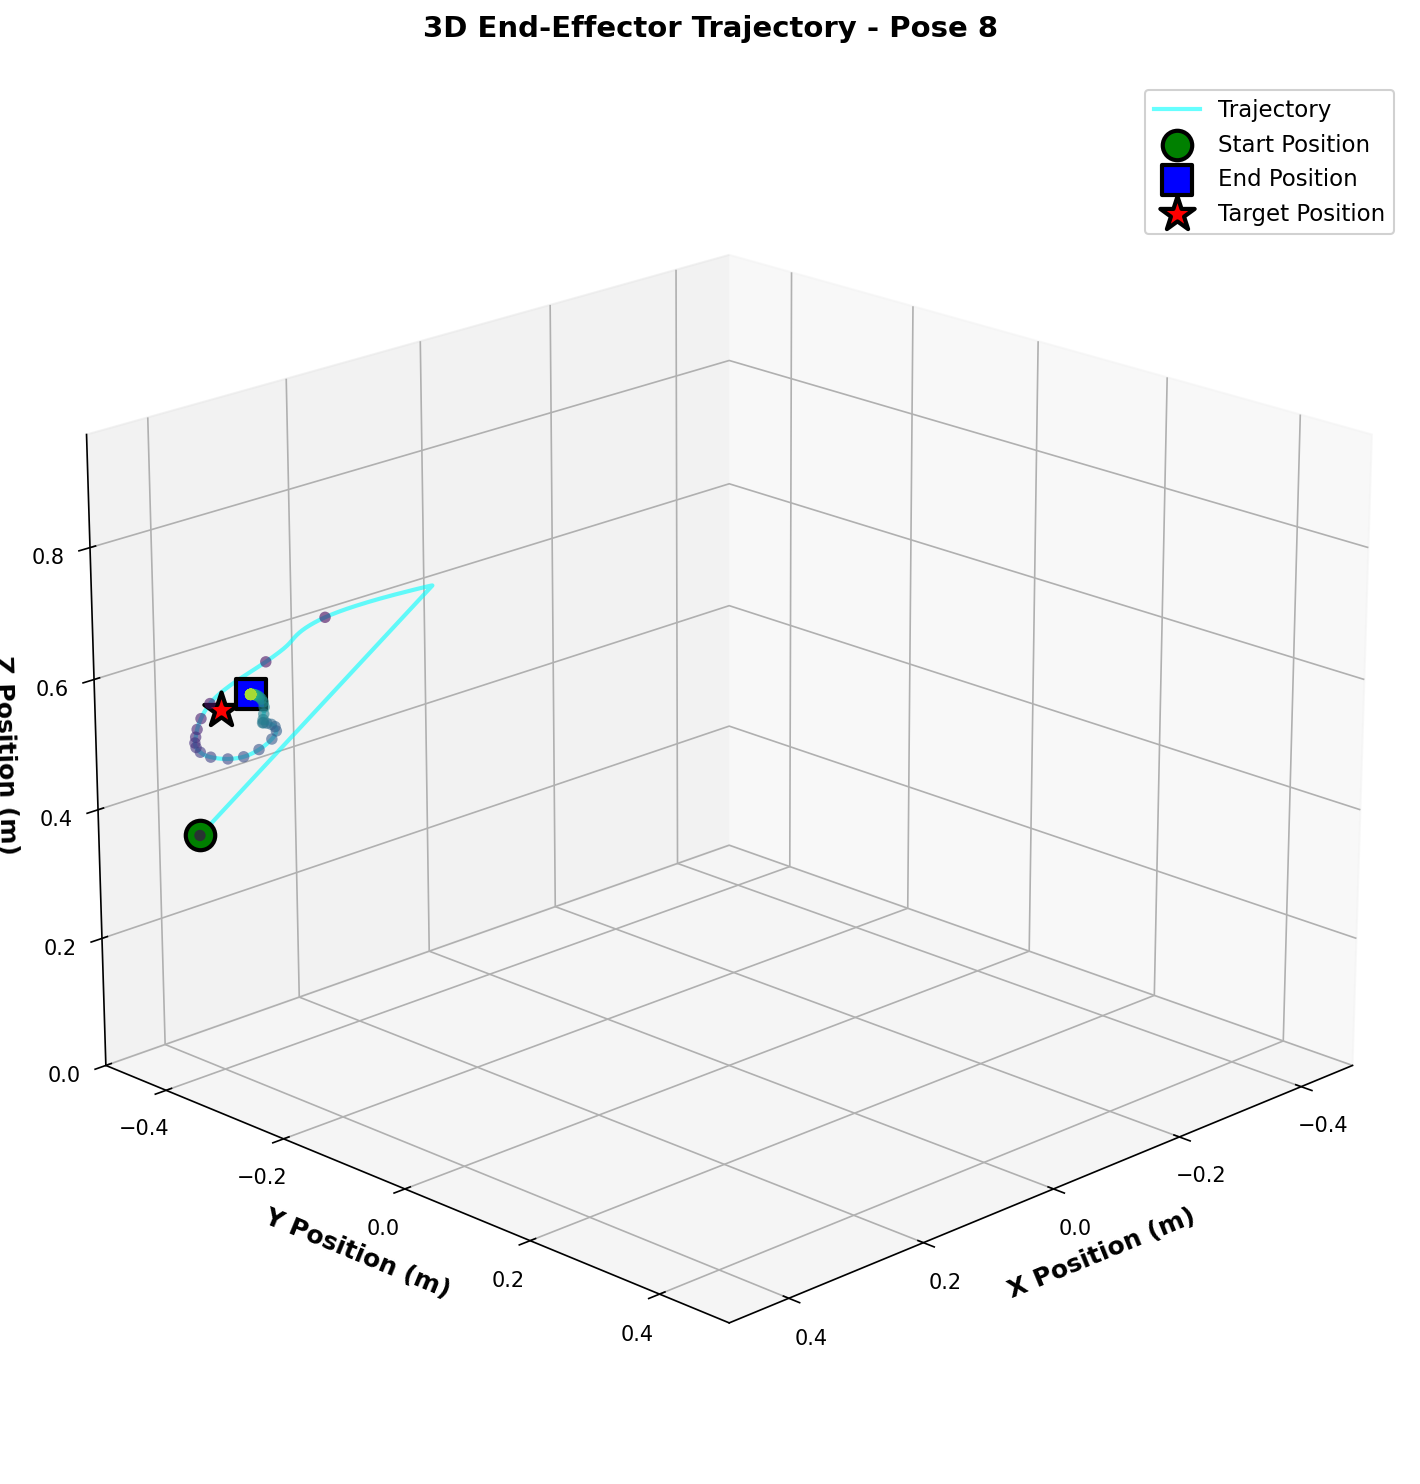 3D End-Effector Trajectory - Pose 8
Trajectory
Start Position
End Position
Target Position
0.8
0.6
0.4
0.2
0.0
Z Position (m)
−0.4
−0.2
0.0
0.2
0.4
Y Position (m)
−0.4
−0.2
0.0
0.2
0.4
X Position (m)